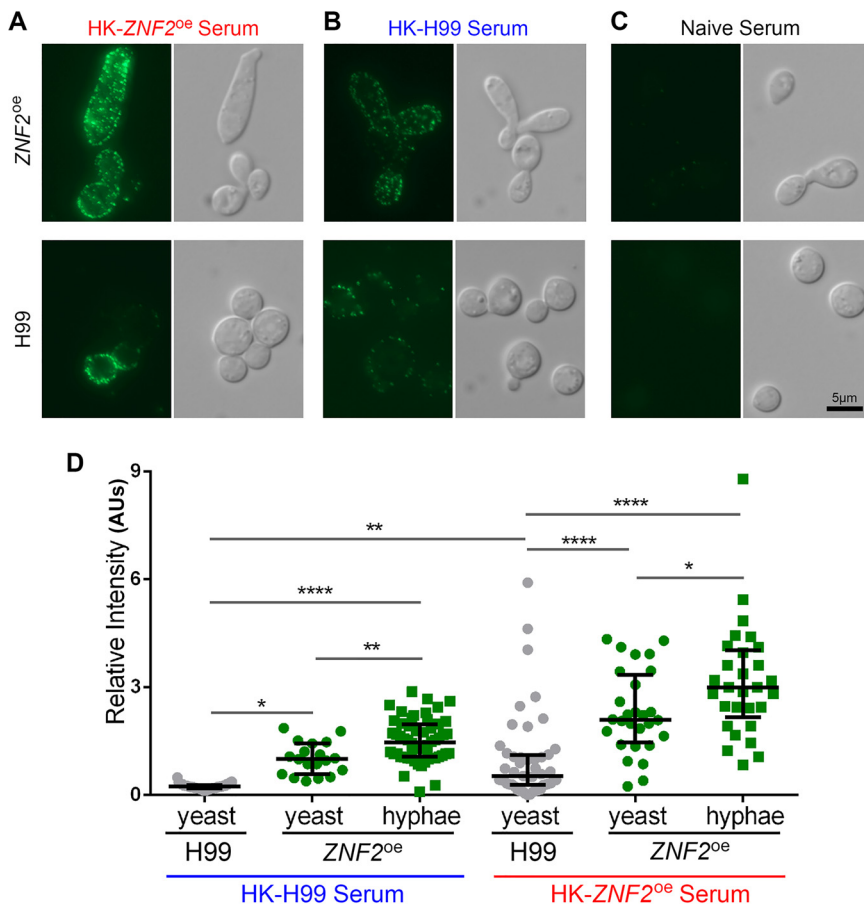 A
HK-ZNF2oe Serum
B
HK-H99 Serum
C
Naive Serum
ZNF2oe
H99
5µm
D
Relative Intensity (AUs)
9
6
3
0
****
**
****
****
*
**
*
yeast yeast hyphae yeast yeast hyphae
H99 ZNF2oe H99 ZNF2oe
HK-H99 Serum HK-ZNF2oe Serum